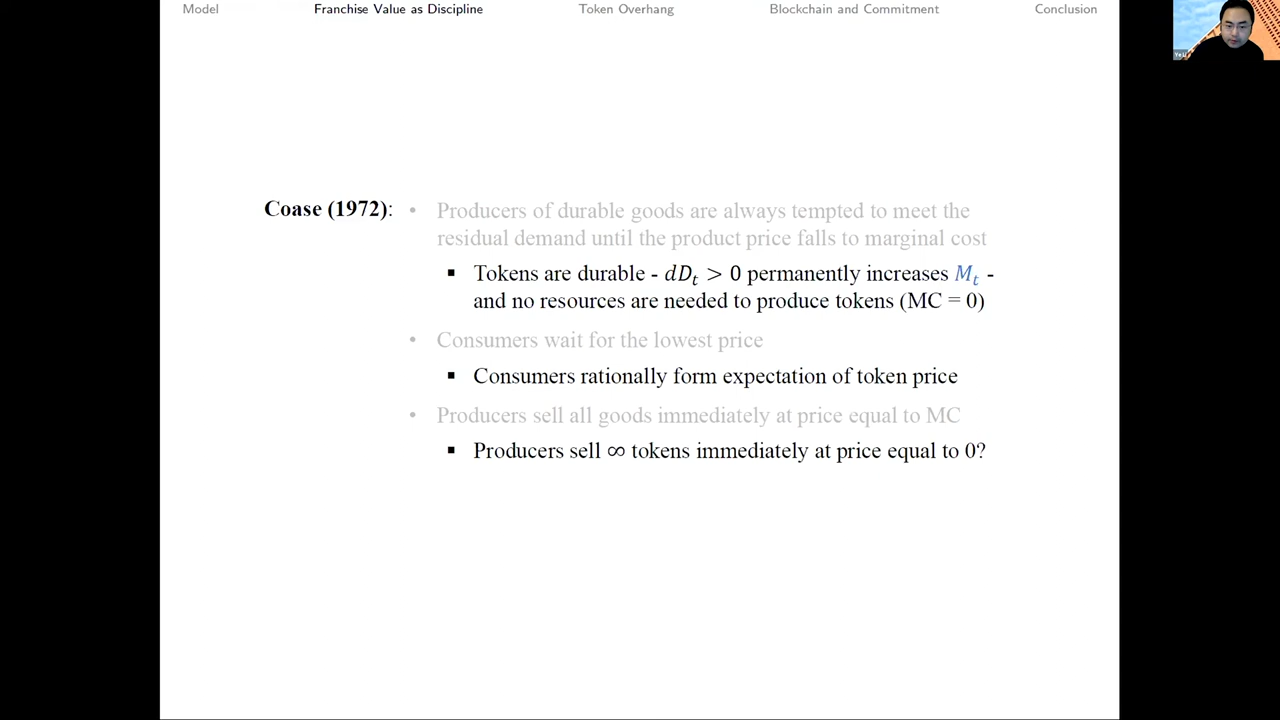 Model Franchise Value as Discipline Token Overhang Blockchain and Commitment Conclusion
Coase (1972): • Producers of durable goods are always tempted to meet the
residual demand until the product price falls to marginal cost
▪ Tokens are durable - dDₜ > 0 permanently increases Mₜ -
and no resources are needed to produce tokens (MC = 0)
• Consumers wait for the lowest price
▪ Consumers rationally form expectation of token price
• Producers sell all goods immediately at price equal to MC
▪ Producers sell ∞ tokens immediately at price equal to 0?